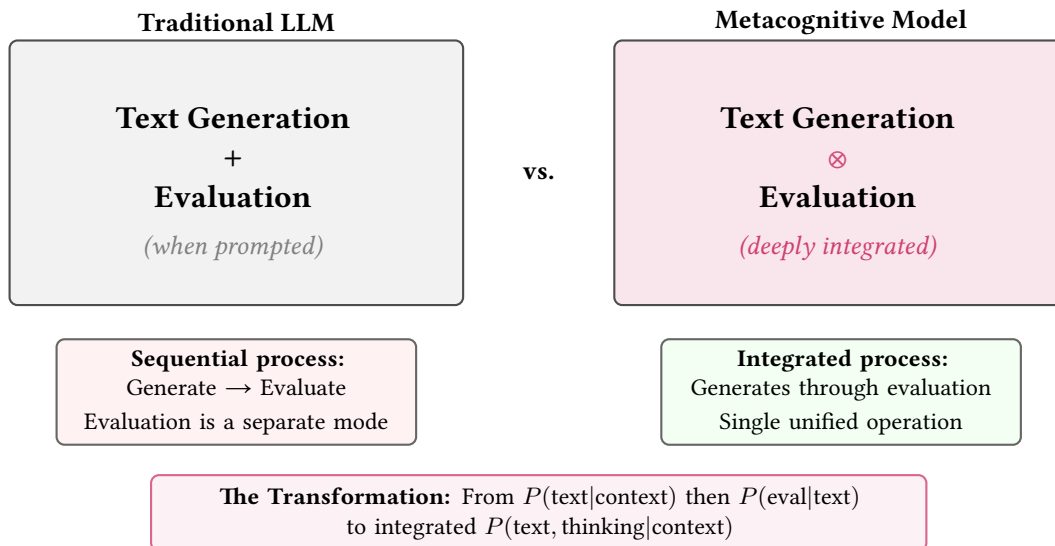 Traditional LLM
Metacognitive Model
Text Generation
+
Evaluation
(when prompted)
vs.
Text Generation
⊗
Evaluation
(deeply integrated)
Sequential process:
Generate → Evaluate
Evaluation is a separate mode
Integrated process:
Generates through evaluation
Single unified operation
The Transformation: From P(text|context) then P(eval|text)
to integrated P(text, thinking|context)